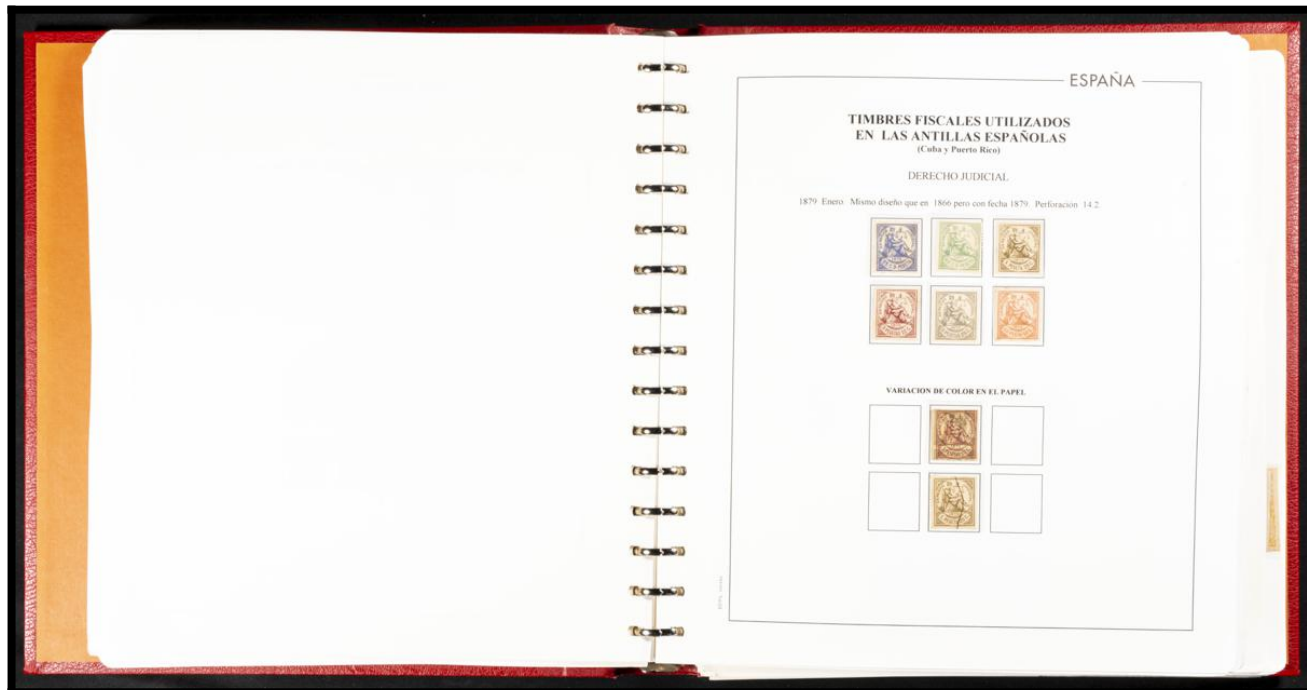 ESPAÑA
TIMBRES FISCALES UTILIZADOS
EN LAS ANTILLAS ESPAÑOLAS
(Cuba y Puerto Rico)
DERECHO JUDICIAL
1879 Enero Mismo diseño que en 1866 pero con fecha 1879. Perforación 14.2
VARIACION DE COLOR EN EL PAPEL